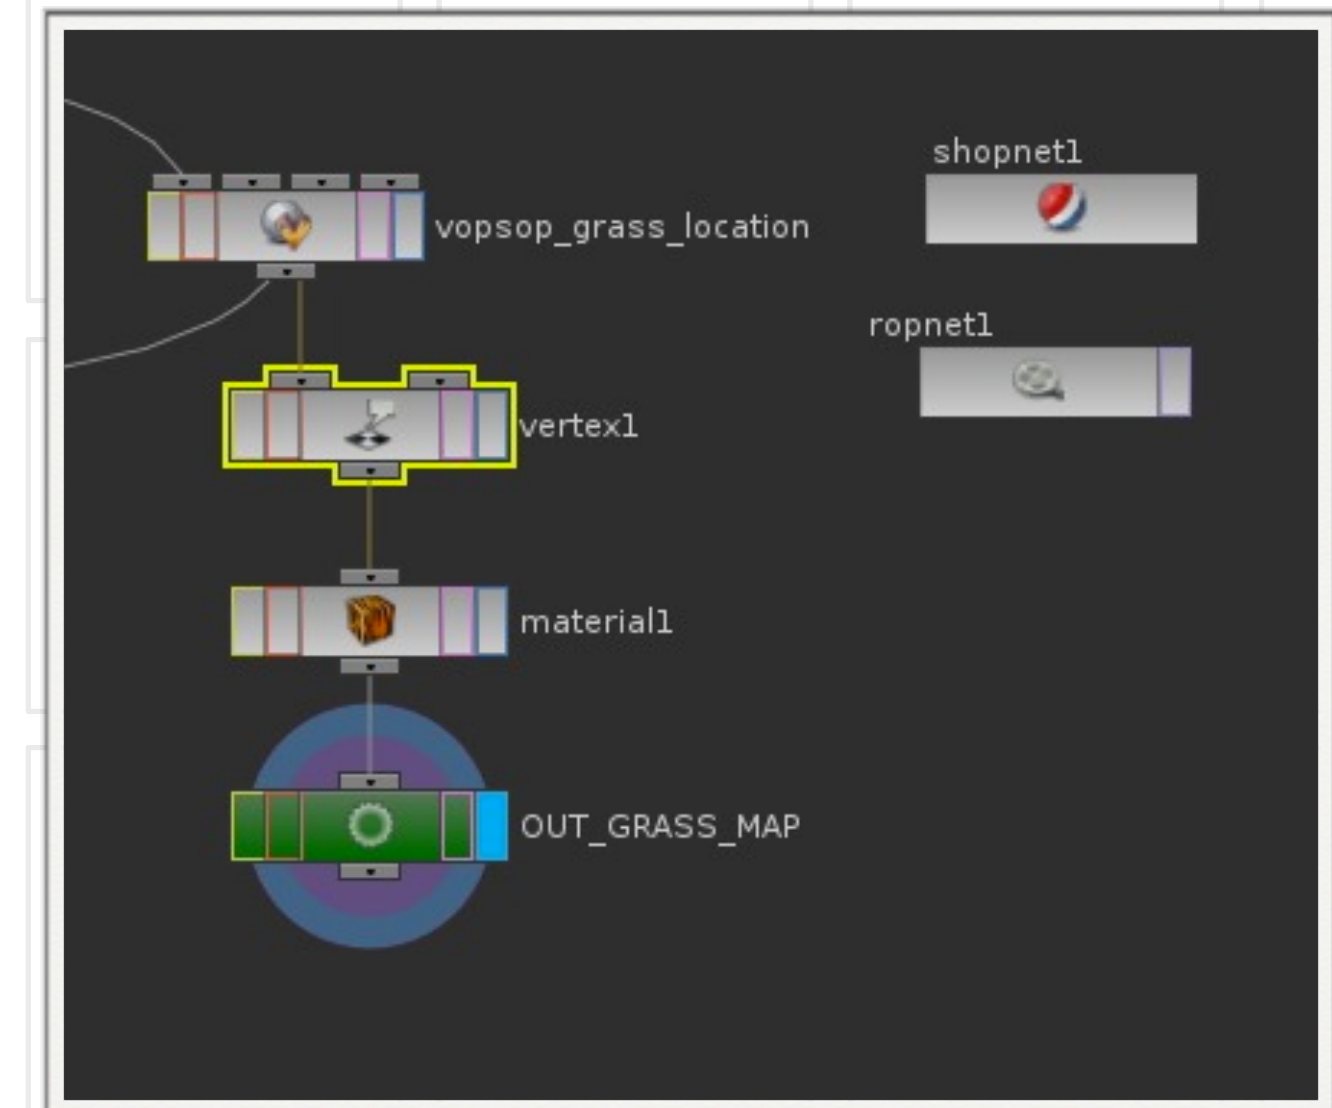 shopnet1
vopsop_grass_location
ropnet1
vertex1
material1
OUT_GRASS_MAP